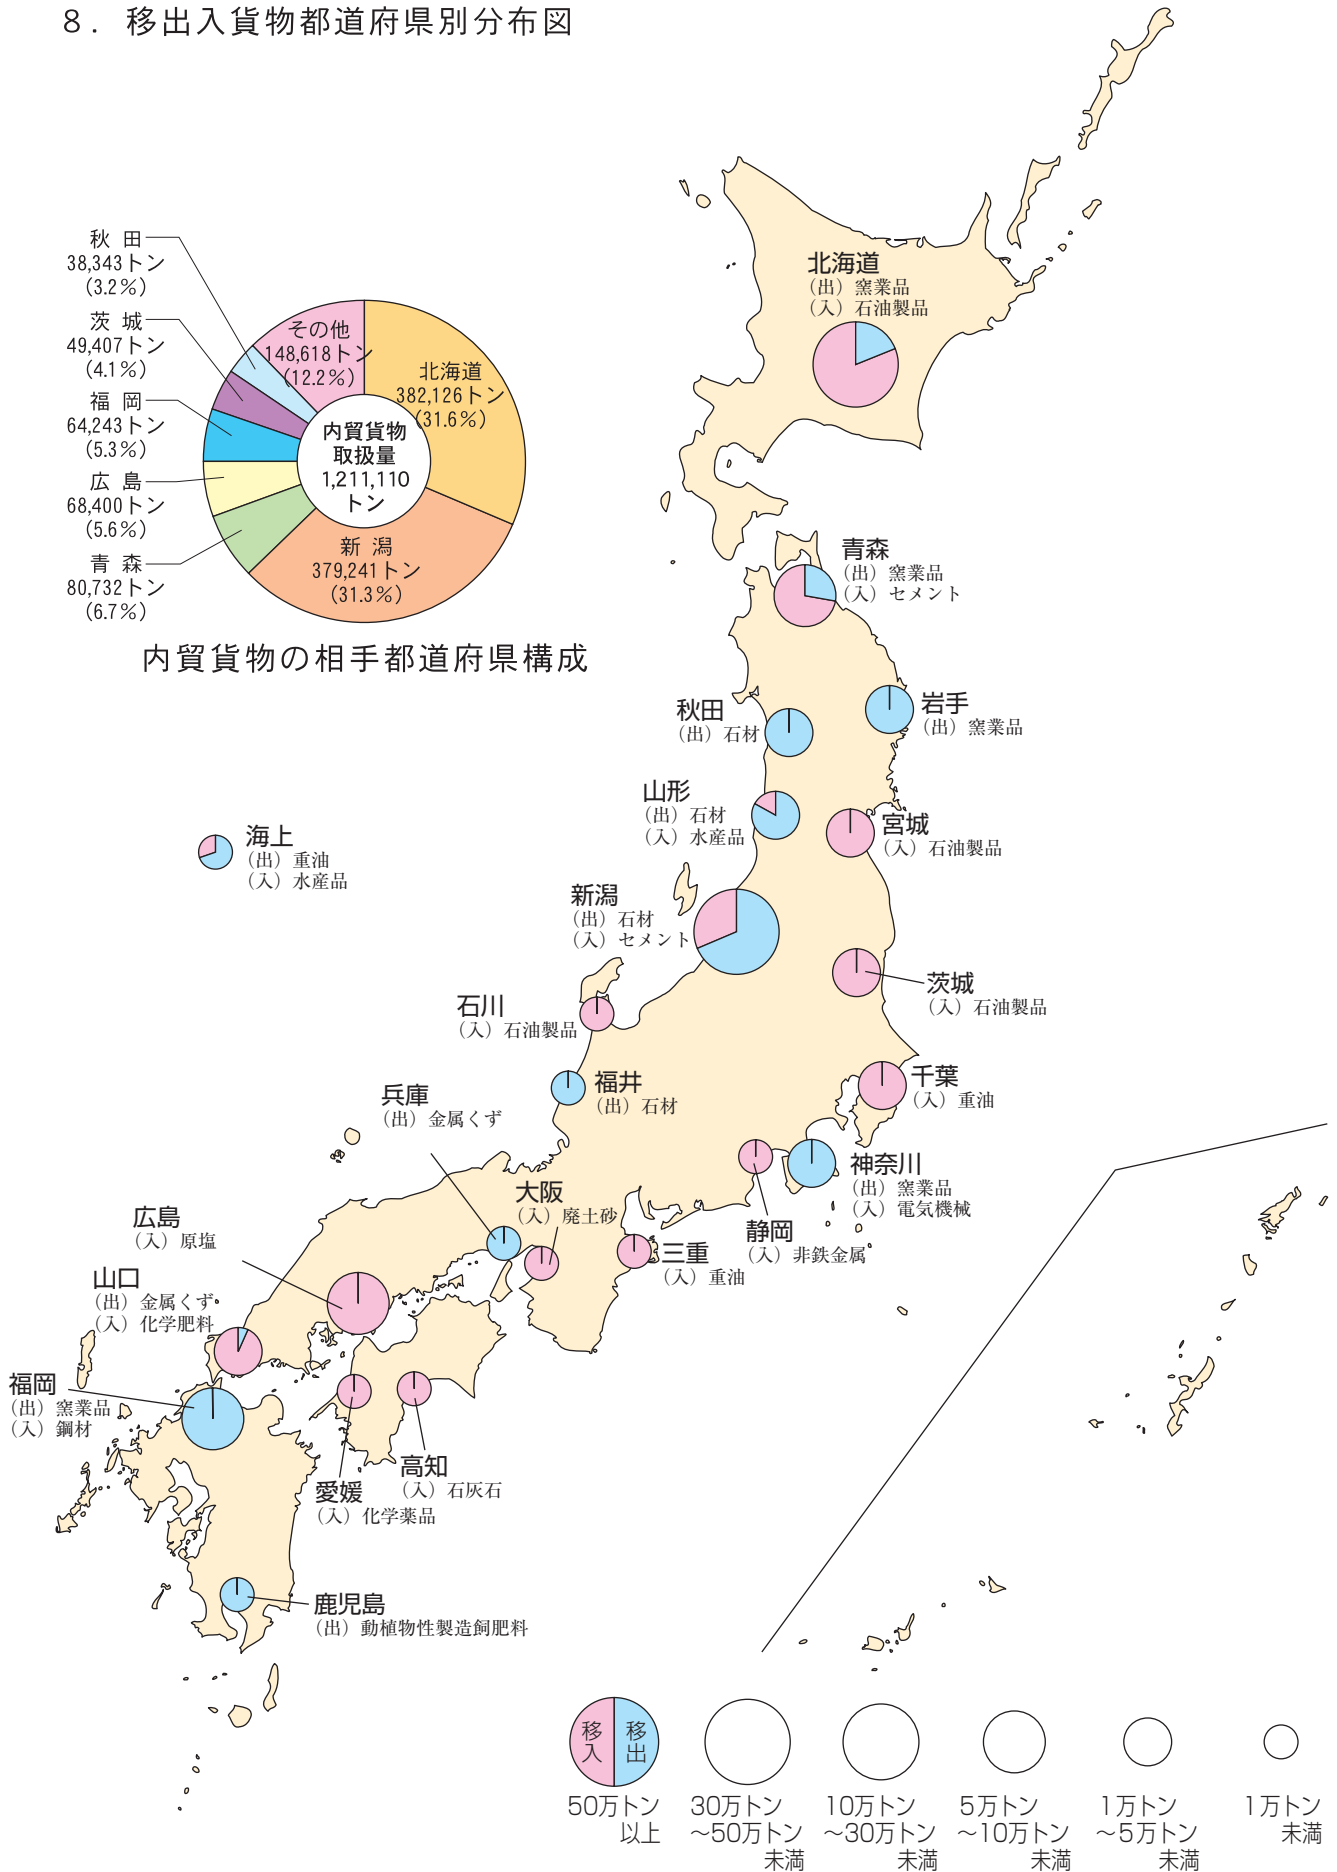 8. 移出入貨物都道府県別分布図
秋 田
38,343トン
(3.2%)
茨 城
49,407トン
(4.1%)
福 岡
64,243トン
(5.3%)
広 島
68,400トン
(5.6%)
青 森
80,732トン
(6.7%)
その他
148,618トン
(12.2%)
北海道
382,126トン
(31.6%)
新 潟
379,241トン
(31.3%)
内貿貨物
取扱量
1,211,110
トン
内貿貨物の相手都道府県構成
北海道
(出) 窯業品
(入) 石油製品
青森
(出) 窯業品
(入) セメント
岩手
(出) 窯業品
秋田
(出) 石材
山形
(出) 石材
(入) 水産品
宮城
(入) 石油製品
海上
(出) 重油
(入) 水産品
新潟
(出) 石材
(入) セメント
茨城
(入) 石油製品
石川
(入) 石油製品
福井
(出) 石材
千葉
(入) 重油
兵庫
(出) 金属くず
神奈川
(出) 窯業品
(入) 電気機械
大阪
(入) 廃土砂
静岡
(入) 非鉄金属
三重
(入) 重油
広島
(入) 原塩
山口
(出) 金属くず
(入) 化学肥料
福岡
(出) 窯業品
(入) 鋼材
高知
(入) 石灰石
愛媛
(入) 化学薬品
鹿児島
(出) 動植物性製造飼肥料
移入
移出
50万トン
以上
30万トン
～50万トン
未満
10万トン
～30万トン
未満
5万トン
～10万トン
未満
1万トン
～5万トン
未満
1万トン
未満